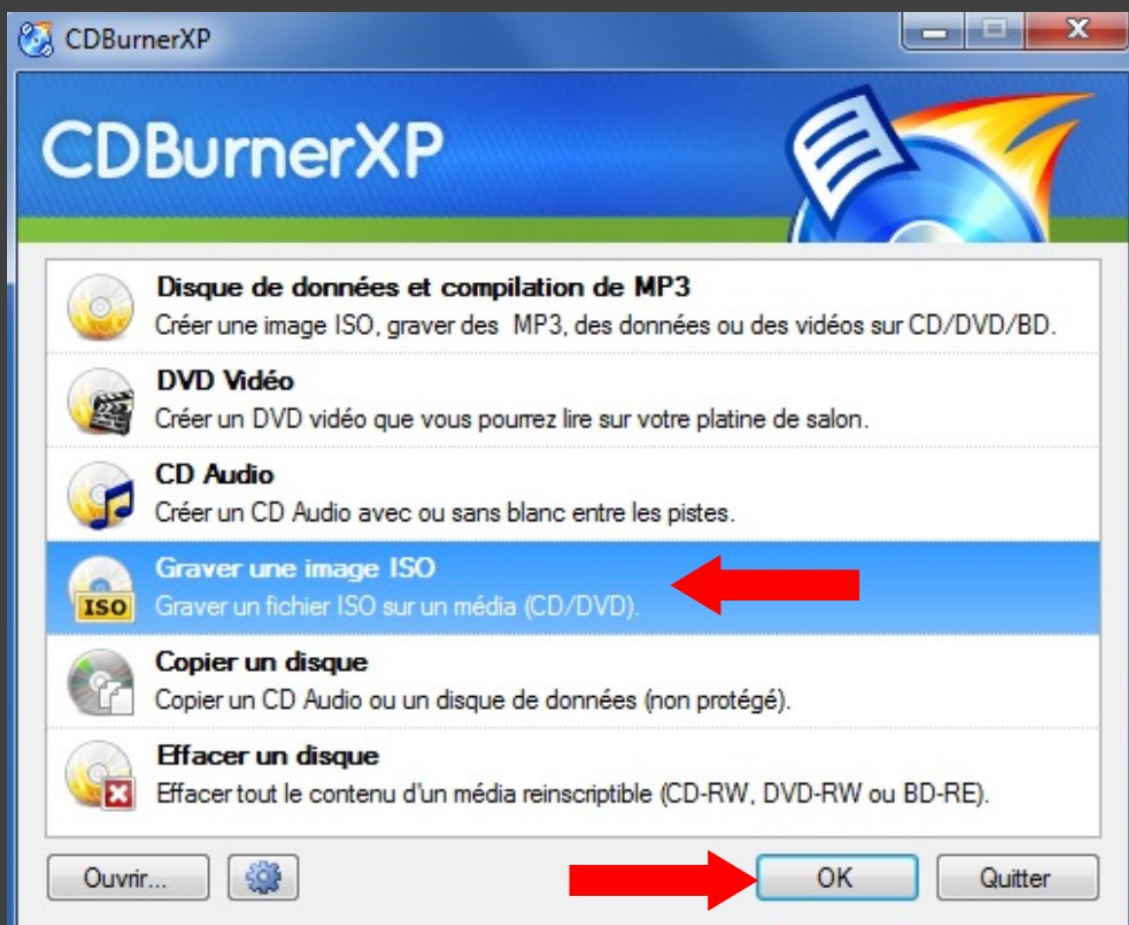 CDBurnerXP
CDBurnerXP
Disque de données et compilation de MP3
Créer une image ISO, graver des  MP3, des données ou des vidéos sur CD/DVD/BD.
DVD Vidéo
Créer un DVD vidéo que vous pourrez lire sur votre platine de salon.
CD Audio
Créer un CD Audio avec ou sans blanc entre les pistes.
Graver une image ISO
ISO
Graver un fichier ISO sur un média (CD/DVD).
Copier un disque
Copier un CD Audio ou un disque de données (non protégé).
Effacer un disque
Effacer tout le contenu d'un média reinscriptible (CD-RW, DVD-RW ou BD-RE).
Ouvrir... OK Quitter